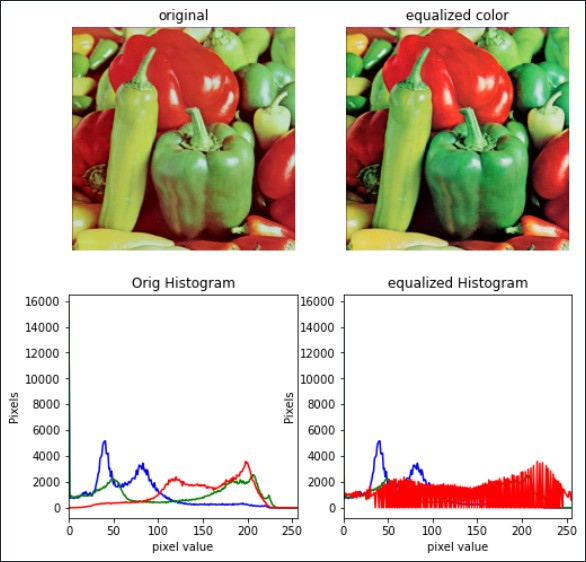 original
equalized color
Orig Histogram
equalized Histogram
16000
14000
12000
10000
8000
6000
4000
2000
0
Pixels
0 50 100 150 200 250
pixel value
16000
14000
12000
10000
8000
6000
4000
2000
0
Pixels
0 50 100 150 200 250
pixel value